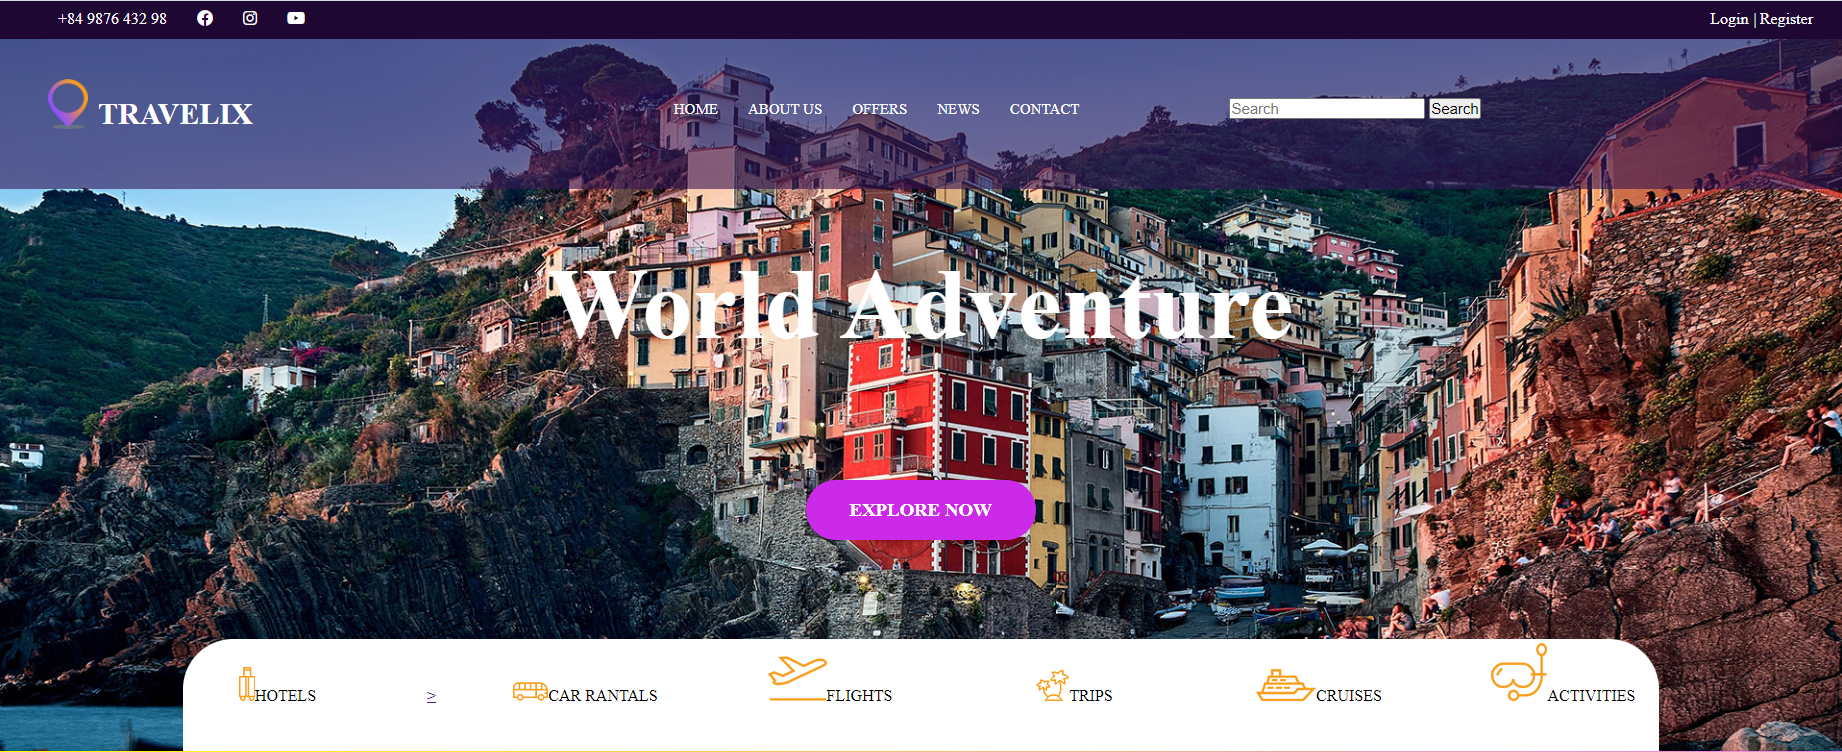 +84 9876 432 98 Login | Register
TRAVELIX HOME ABOUT US OFFERS NEWS CONTACT Search Search
World Adventure
EXPLORE NOW
HOTELS > CAR RANTALS FLIGHTS TRIPS CRUISES ACTIVITIES